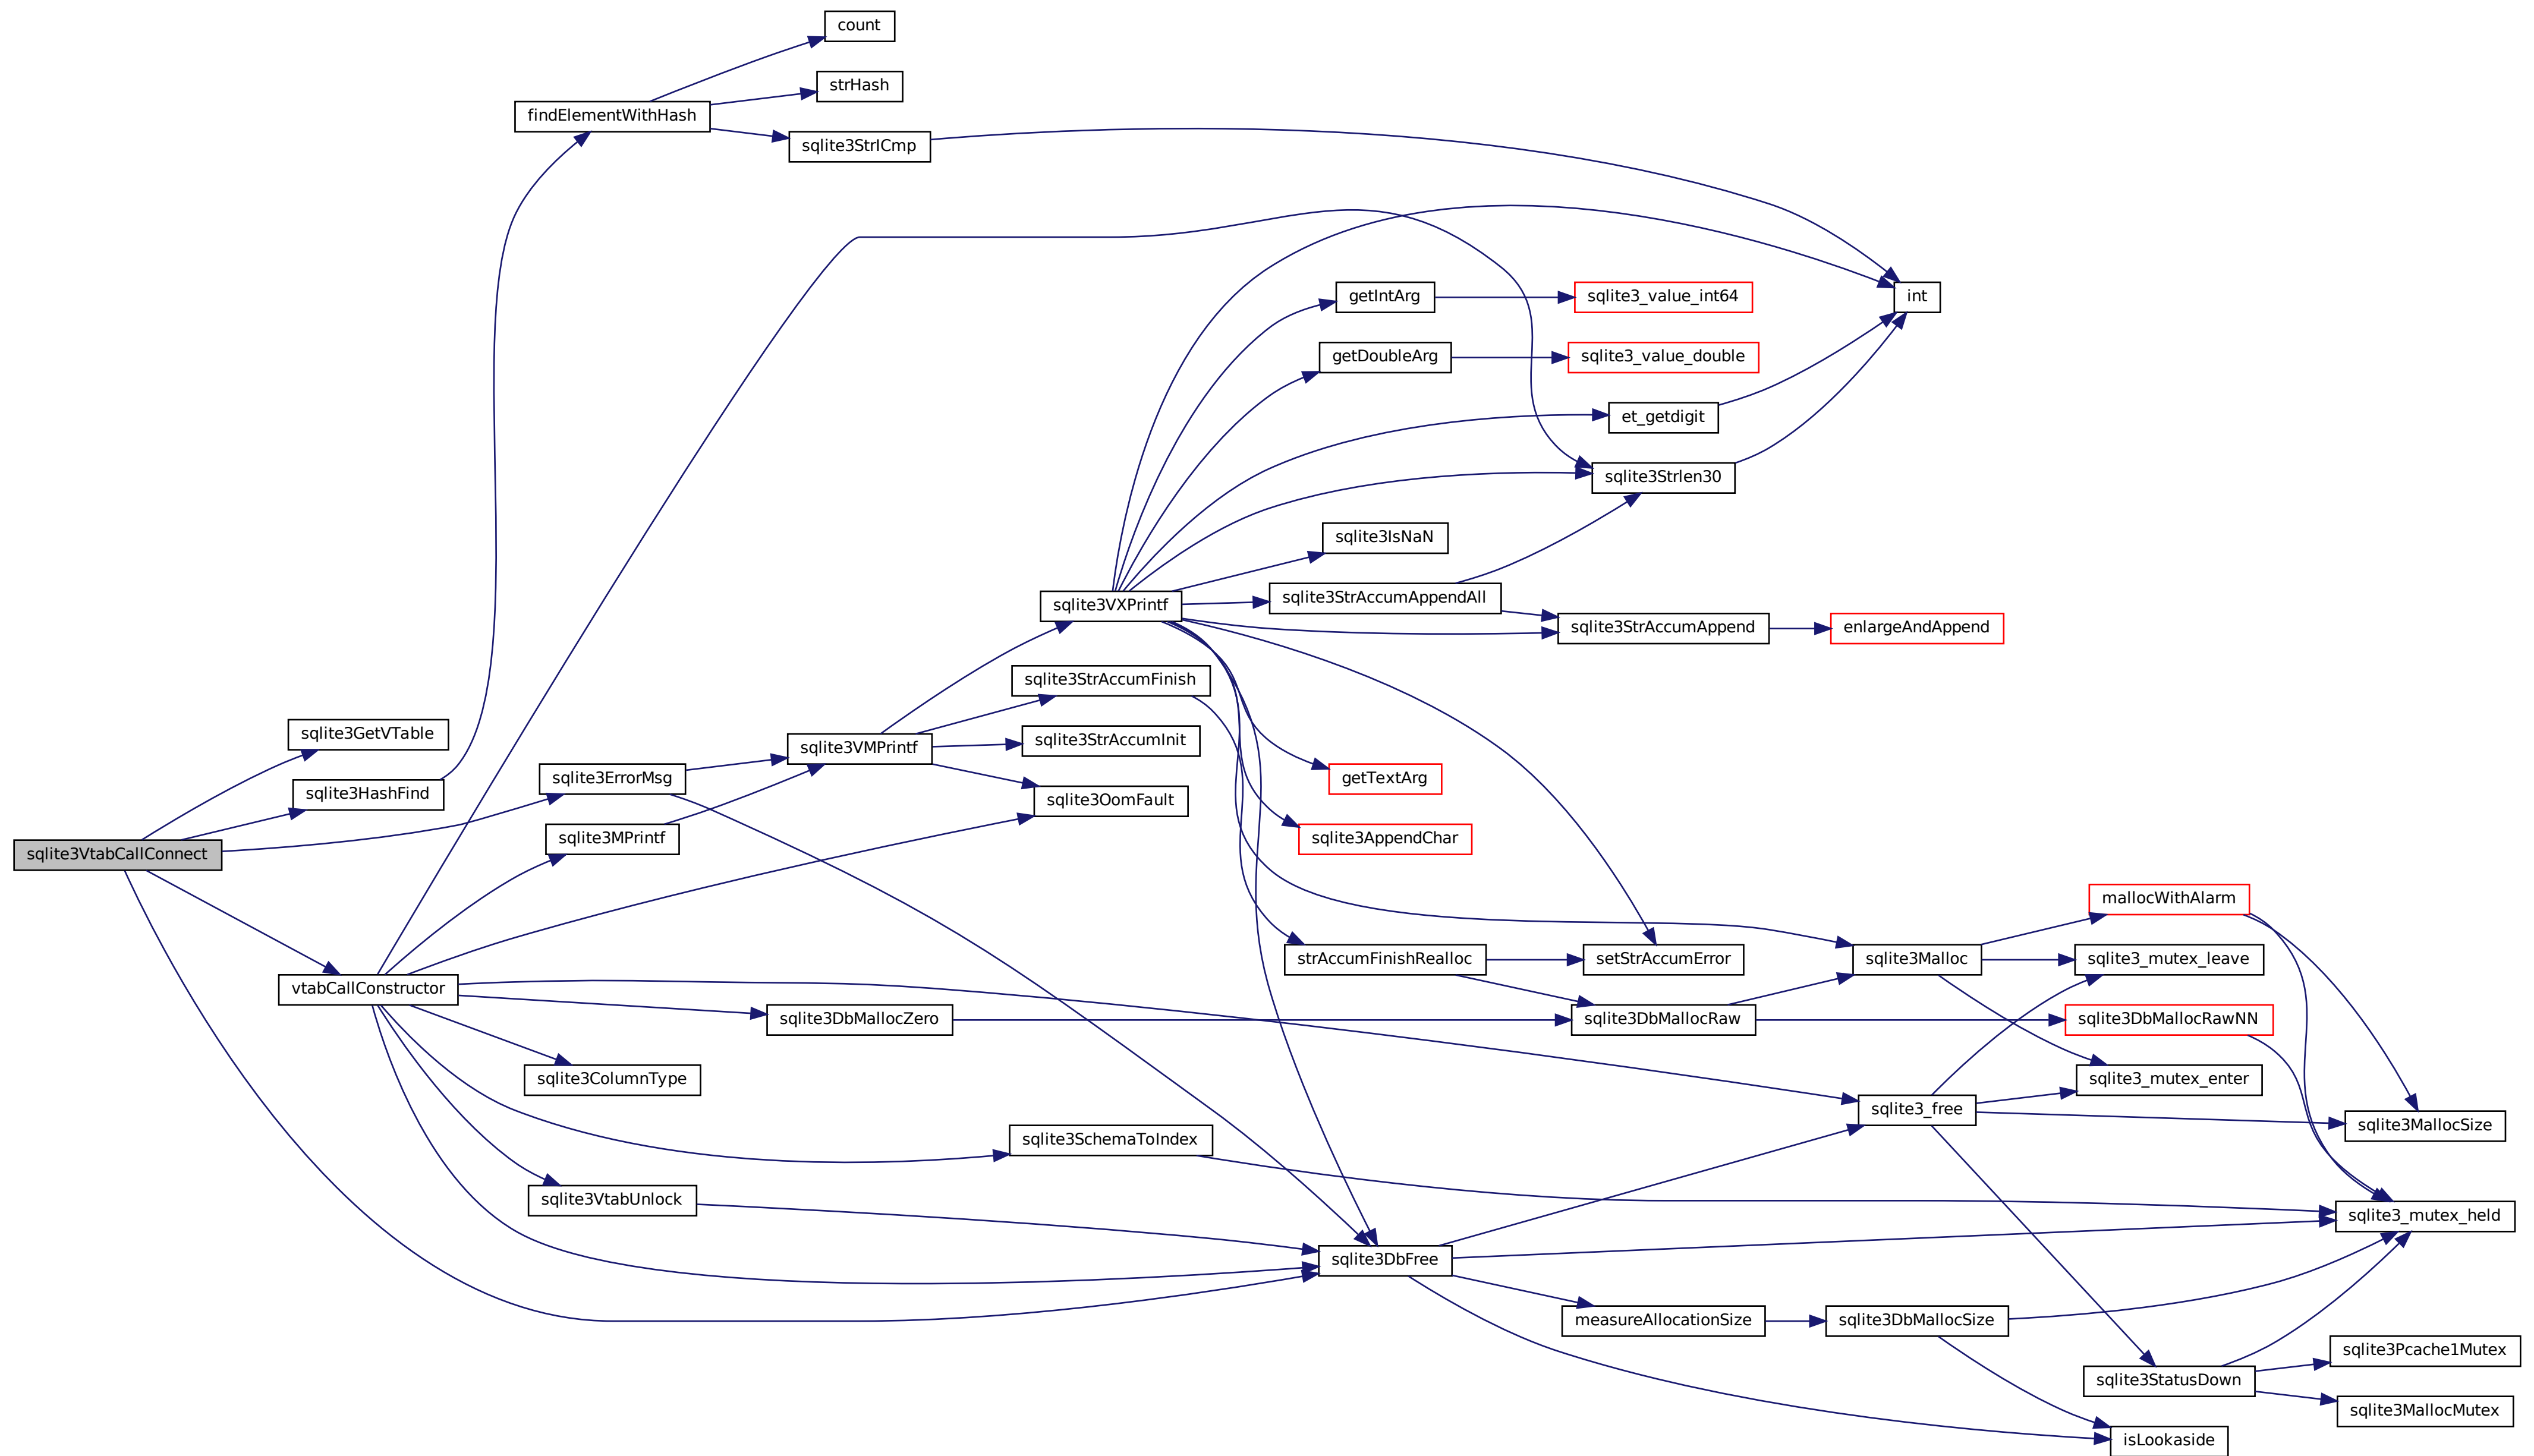 count
strHash
findElementWithHash
sqlite3StrICmp
getIntArg
sqlite3_value_int64
int
getDoubleArg
sqlite3_value_double
et_getdigit
sqlite3Strlen30
sqlite3IsNaN
sqlite3VXPrintf
sqlite3StrAccumAppendAll
sqlite3StrAccumAppend
enlargeAndAppend
sqlite3StrAccumFinish
sqlite3GetVTable
sqlite3VMPrintf
sqlite3StrAccumInit
sqlite3HashFind
sqlite3ErrorMsg
sqlite3OomFault
getTextArg
sqlite3VtabCallConnect
sqlite3MPrintf
sqlite3AppendChar
mallocWithAlarm
vtabCallConstructor
strAccumFinishRealloc
setStrAccumError
sqlite3Malloc
sqlite3_mutex_leave
sqlite3DbMallocZero
sqlite3DbMallocRaw
sqlite3DbMallocRawNN
sqlite3ColumnType
sqlite3_mutex_enter
sqlite3_free
sqlite3MallocSize
sqlite3SchemaToIndex
sqlite3VtabUnlock
sqlite3_mutex_held
sqlite3DbFree
measureAllocationSize
sqlite3DbMallocSize
sqlite3Pcache1Mutex
sqlite3StatusDown
sqlite3MallocMutex
isLookaside